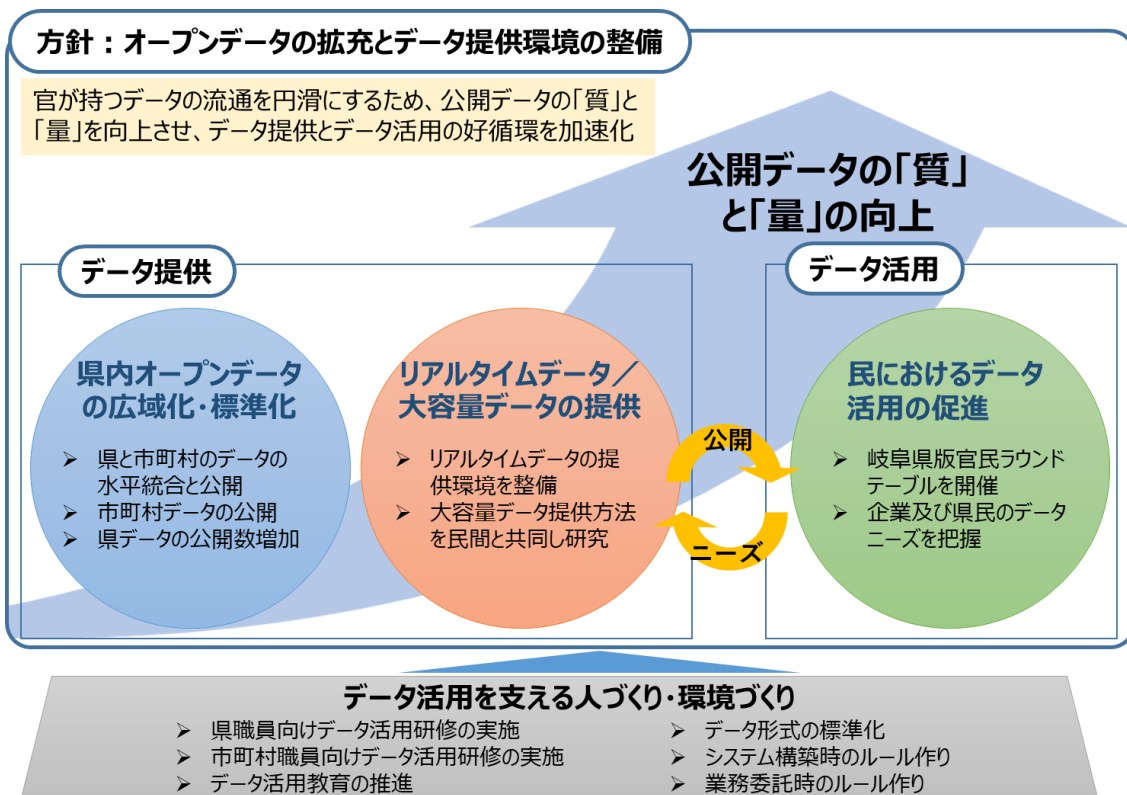 方針：オープンデータの拡充とデータ提供環境の整備
官が持つデータの流通を円滑にするため、公開データの「質」と
「量」を向上させ、データ提供とデータ活用の好循環を加速化
公開データの「質」
と「量」の向上
データ提供
県内オープンデータ
の広域化・標準化
➢ 県と市町村のデータの
水平統合と公開
➢ 市町村データの公開
➢ 県データの公開数増加
リアルタイムデータ／
大容量データの提供
➢ リアルタイムデータの提
供環境を整備
➢ 大容量データ提供方法
を民間と共同し研究
公開
ニーズ
データ活用
民におけるデータ
活用の促進
➢ 岐阜県版官民ラウンド
テーブルを開催
➢ 企業及び県民のデータ
ニーズを把握
データ活用を支える人づくり・環境づくり
➢ 県職員向けデータ活用研修の実施
➢ 市町村職員向けデータ活用研修の実施
➢ データ活用教育の推進
➢ データ形式の標準化
➢ システム構築時のルール作り
➢ 業務委託時のルール作り